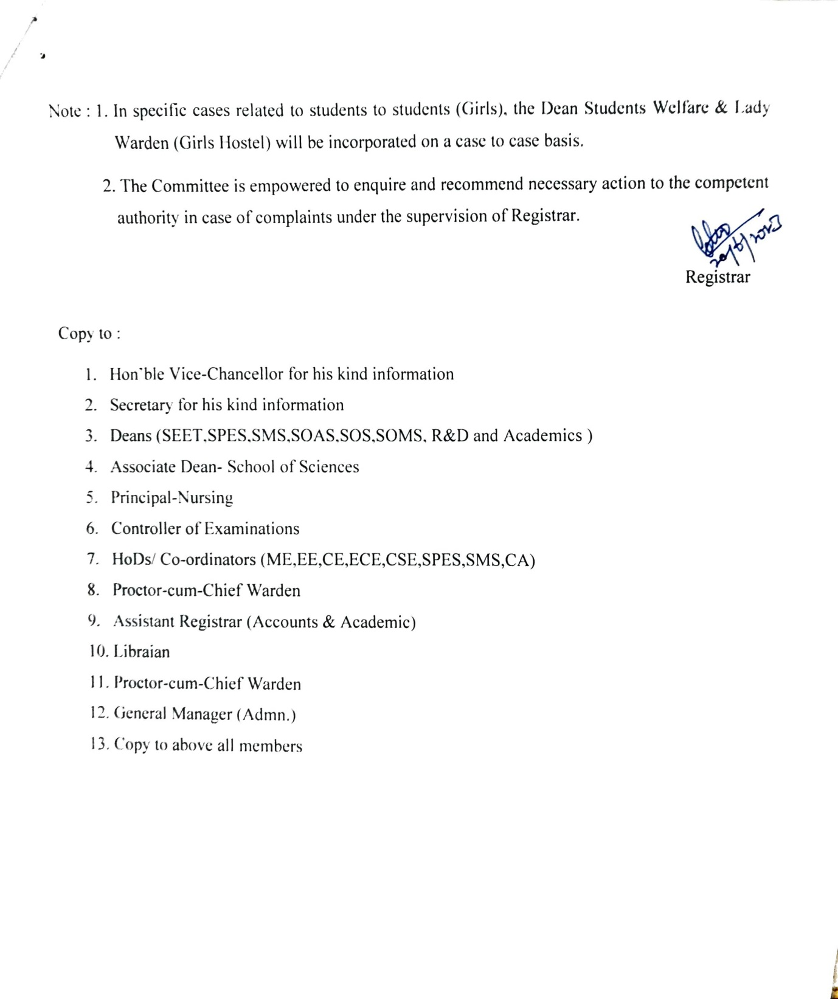 Note : 1. In specific cases related to students to students (Girls), the Dean Students Welfare & Lady
Warden (Girls Hostel) will be incorporated on a case to case basis.
2. The Committee is empowered to enquire and recommend necessary action to the competent
authority in case of complaints under the supervision of Registrar.
Registrar
Copy to :
1. Hon'ble Vice-Chancellor for his kind information
2. Secretary for his kind information
3. Deans (SEET,SPES,SMS,SOAS,SOS,SOMS, R&D and Academics )
4. Associate Dean- School of Sciences
5. Principal-Nursing
6. Controller of Examinations
7. HoDs/ Co-ordinators (ME,EE,CE,ECE,CSE,SPES,SMS,CA)
8. Proctor-cum-Chief Warden
9. Assistant Registrar (Accounts & Academic)
10. Libraian
11. Proctor-cum-Chief Warden
12. General Manager (Admn.)
13. Copy to above all members